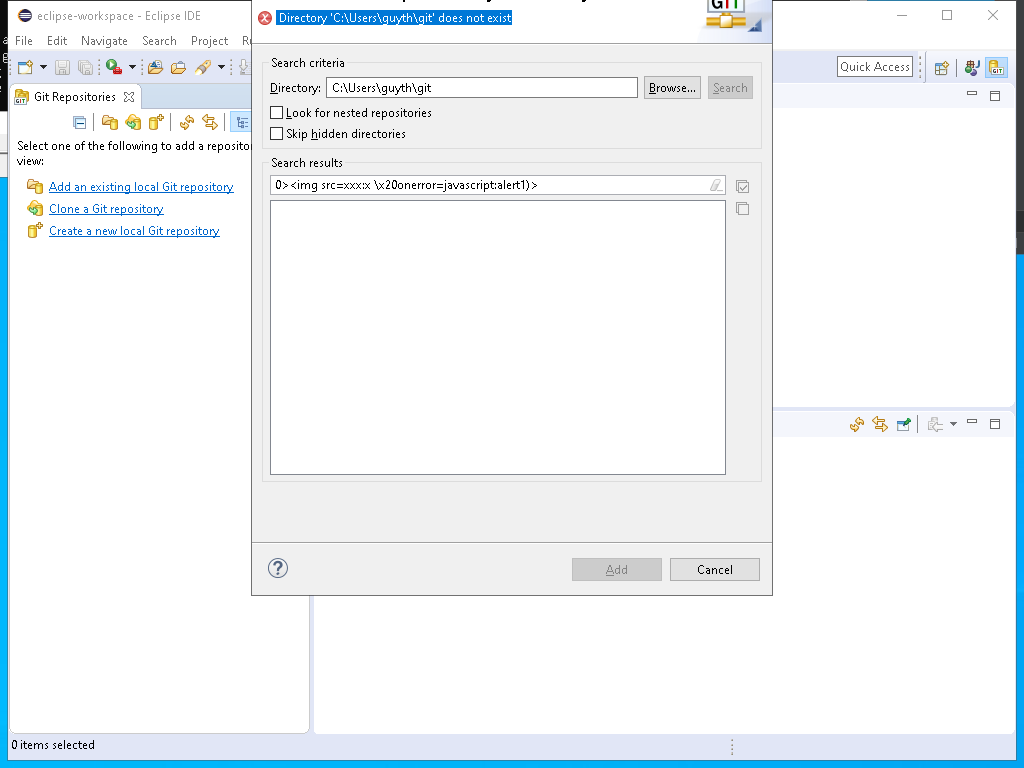 eclipse-workspace - Eclipse IDE
File Edit Navigate Search Project
Directory 'C:\Users\guyth\git' does not exist
GIT
Quick Access
Git Repositories
Select one of the following to add a
view:
Add an existing local Git repository
Clone a Git repository
Create a new local Git repository
Search criteria
Directory: C:\Users\guyth\git Browse... Search
Look for nested repositories
Skip hidden directories
Search results
0><img src=xxx:x \x20onerror=javascript:alert1)>
Add Cancel
0 items selected